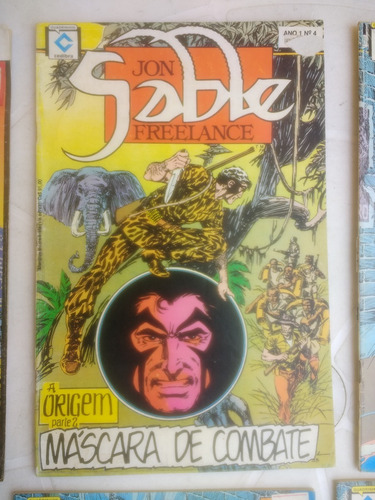 JON
Sable
FREELANCE
ANO 1 Nº 4
A
ORIGEM
parte 2
MÁSCARA DE COMBATE